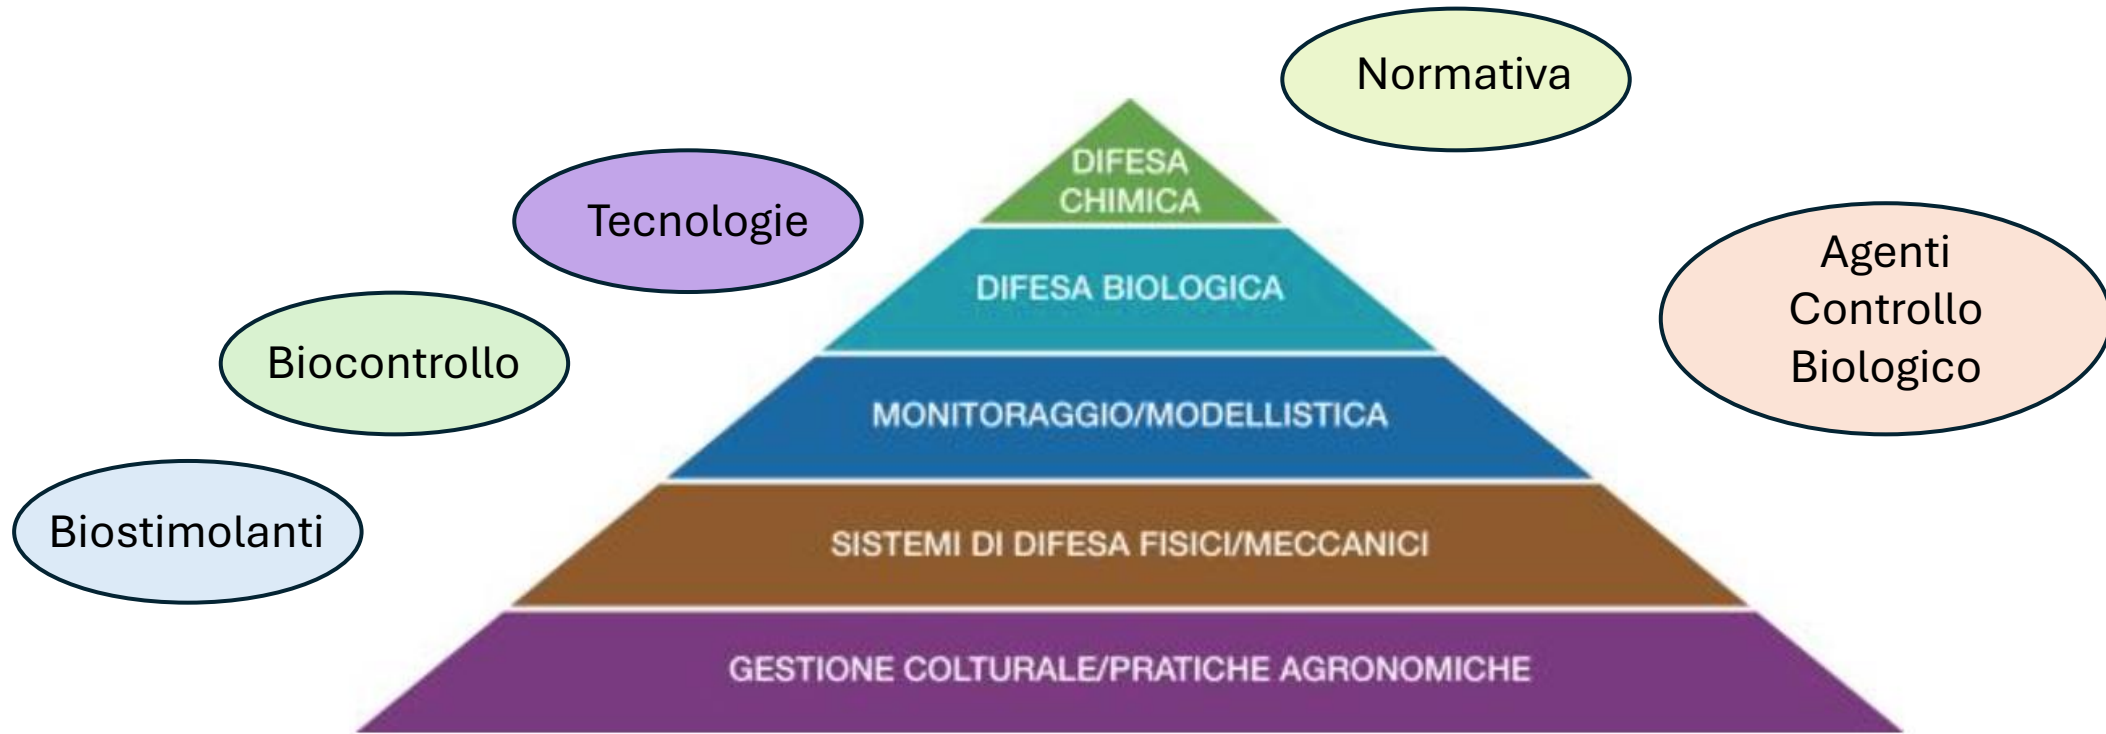 Normativa
DIFESA
CHIMICA
Tecnologie
Agenti
Controllo
Biologico
DIFESA BIOLOGICA
Biocontrollo
MONITORAGGIO/MODELLISTICA
Biostimolanti
SISTEMI DI DIFESA FISICI/MECCANICI
GESTIONE COLTURALE/PRATICHE AGRONOMICHE